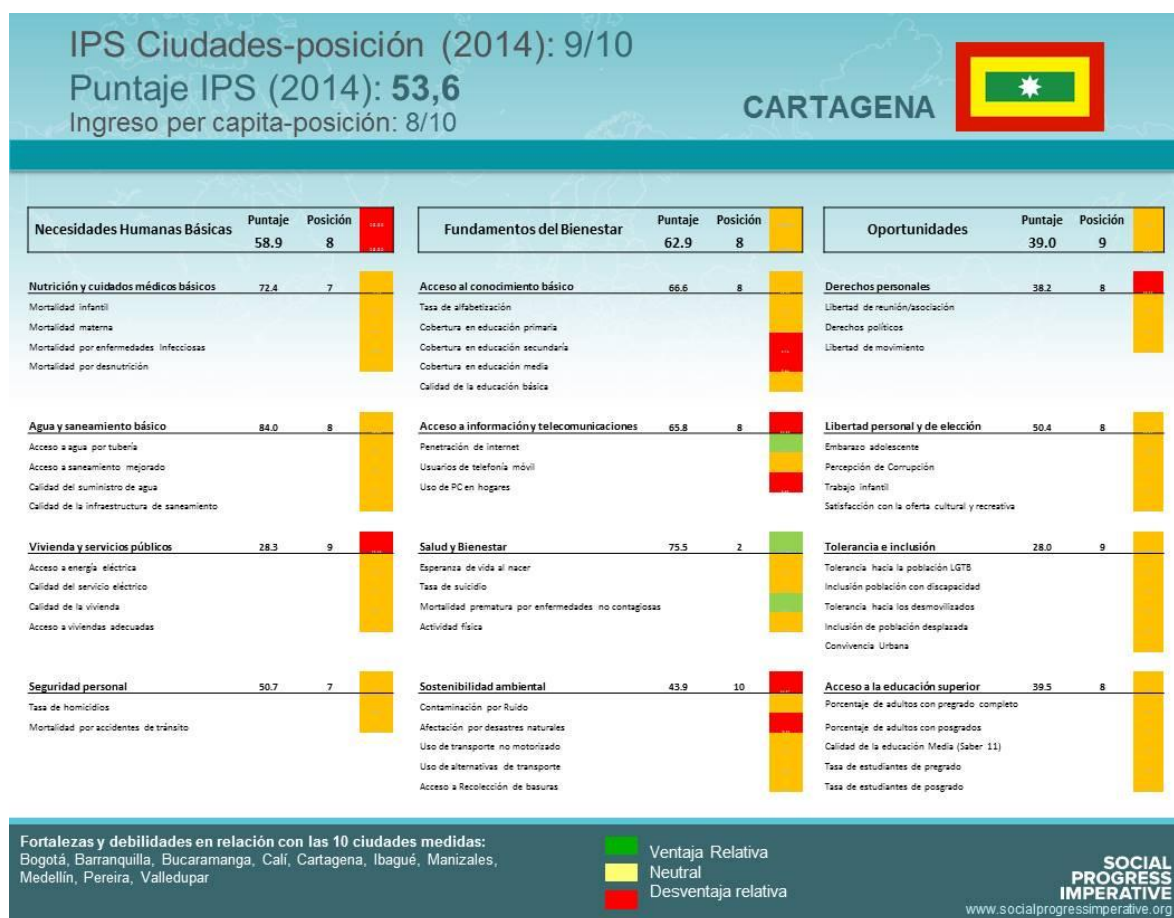 IPS Ciudades-posición (2014): 9/10
Puntaje IPS (2014): 53,6
Ingreso per capita-posición: 8/10
CARTAGENA
Necesidades Humanas Básicas Puntaje Posición
58.9 8
Nutrición y cuidados médicos básicos 72.4 7
Mortalidad infantil
Mortalidad materna
Mortalidad por enfermedades Infecciosas
Mortalidad por desnutrición
Agua y saneamiento básico 84.0 8
Acceso a agua por tubería
Acceso a saneamiento mejorado
Calidad del suministro de agua
Calidad de la infraestructura de saneamiento
Vivienda y servicios públicos 28.3 9
Acceso a energía eléctrica
Calidad del servicio eléctrico
Calidad de la vivienda
Acceso a viviendas adecuadas
Seguridad personal 50.7 7
Tasa de homicidios
Mortalidad por accidentes de tránsito
Fundamentos del Bienestar Puntaje Posición
62.9 8
Acceso al conocimiento básico 66.6 8
Tasa de alfabetización
Cobertura en educación primaria
Cobertura en educación secundaría
Cobertura en educación media
Calidad de la educación básica
Acceso a información y telecomunicaciones 65.8 8
Penetración de internet
Usuarios de telefonía móvil
Uso de PC en hogares
Salud y Bienestar 75.5 2
Esperanza de vida al nacer
Tasa de suicidio
Mortalidad prematura por enfermedades no contagiosas
Actividad física
Sostenibilidad ambiental 43.9 10
Contaminación por Ruido
Afectación por desastres naturales
Uso de transporte no motorizado
Uso de alternativas de transporte
Acceso a Recolección de basuras
Oportunidades Puntaje Posición
39.0 9
Derechos personales 38.2 8
Libertad de reunión/asociación
Derechos políticos
Libertad de movimiento
Libertad personal y de elección 50.4 8
Embarazo adolescente
Percepción de Corrupción
Trabajo infantil
Satisfacción con la oferta cultural y recreativa
Tolerancia e inclusión 28.0 9
Tolerancia hacia la población LGTB
Inclusión población con discapacidad
Tolerancia hacia los desmovilizados
Inclusión de población desplazada
Convivencia Urbana
Acceso a la educación superior 39.5 8
Porcentaje de adultos con pregrado completo
Porcentaje de adultos con posgrados
Calidad de la educación Media (Saber 11)
Tasa de estudiantes de pregrado
Tasa de estudiantes de posgrado
Fortalezas y debilidades en relación con las 10 ciudades medidas:
Bogotá, Barranquilla, Bucaramanga, Calí, Cartagena, Ibagué, Manizales,
Medellín, Pereira, Valledupar
Ventaja Relativa
Neutral
Desventaja relativa
SOCIAL
PROGRESS
IMPERATIVE
www.socialprogressimperative.org